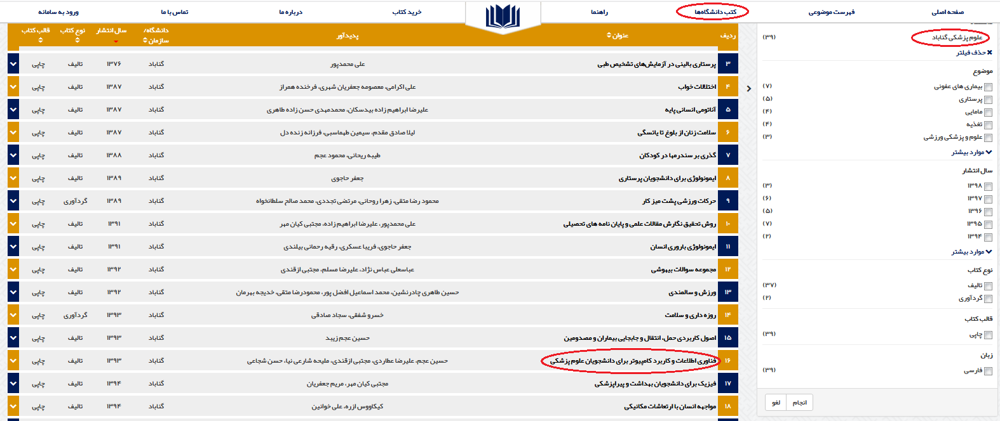 صفحه اصلی
فهرست موضوعی
کتب دانشگاه‌ها
راهنما
خرید کتاب
درباره ما
تماس با ما
ورود به سامانه
علوم پزشکی گناباد (۳۹)
حذف فیلتر
موضوع
بیماری های عفونی (۷)
پرستاری (۵)
مامایی (۴)
تغذیه (۴)
علوم و پزشکی ورزشی (۳)
موارد بیشتر
سال انتشار
۱۳۹۸ (۳)
۱۳۹۷ (۶)
۱۳۹۶ (۵)
۱۳۹۵ (۷)
۱۳۹۴ (۲)
موارد بیشتر
نوع کتاب
تالیف (۳۷)
گردآوری (۲)
قالب کتاب
چاپی (۳۹)
زبان
فارسی (۳۹)
انجام
لغو
ردیف عنوان پدیدآور دانشگاه/سازمان سال انتشار نوع کتاب قالب کتاب
۳ پرستاری بالینی در آزمایش‌های تشخیص طبی علی محمدپور گناباد ۱۳۷۶ تالیف چاپی
۴ اختلالات خواب علی اکرامی، معصومه جعفریان شهری، فرخنده همراز گناباد ۱۳۸۷ تالیف چاپی
۵ آناتومی انسانی پایه علیرضا ابراهیم زاده بیدسکان، محمدمهدی حسن زاده طاهری گناباد ۱۳۸۷ تالیف چاپی
۶ سلامت زنان از بلوغ تا یائسگی لیلا صادق مقدم، سیمین طهماسبی، فرزانه زنده دل گناباد ۱۳۸۷ تالیف چاپی
۷ گذری بر سندرمها در کودکان طیبه ریحانی، محمود عجم گناباد ۱۳۸۸ تالیف چاپی
۸ ایمونولوژی برای دانشجویان پرستاری جعفر حاجوی گناباد ۱۳۸۹ تالیف چاپی
۹ حرکات ورزشی پشت میز کار محمود رضا متقی، زهرا روحانی، مرتضی تجددی، محمد صالح سلطانخواه گناباد ۱۳۸۹ گردآوری چاپی
۱۰ روش تحقیق نگارش مقالات علمی و پایان نامه های تحصیلی علی محمدپور، علیرضا ابراهیم زاده، مجتبی کیان مهر گناباد ۱۳۹۱ تالیف چاپی
۱۱ ایمونولوژی باروری انسان جعفر حاجوی، فریبا عسکری، رقیه رحمانی بیلندی گناباد ۱۳۹۱ تالیف چاپی
۱۲ مجموعه سوالات بیهوشی عباسعلی عباس نژاد، علیرضا مسلم، مجتبی ازقندی گناباد ۱۳۹۲ تالیف چاپی
۱۳ ورزش و سالمندی حسین طاهری چادرنشین، محمد اسماعیل افضل پور، محمودرضا متقی، خدیجه بهرمان گناباد ۱۳۹۲ تالیف چاپی
۱۴ روزه داری و سلامت خسرو شفقی، سجاد صادقی گناباد ۱۳۹۳ گردآوری چاپی
۱۵ اصول کاربردی حمل، انتقال و جابجایی بیماران و مصدومین حسین عجم زیبد گناباد ۱۳۹۳ تالیف چاپی
۱۶ فناوری اطلاعات و کاربرد کامپیوتر برای دانشجویان علوم پزشکی حسین عجم، علیرضا عطاردی، مجتبی ازقندی، ملیحه شارعی نیا، حسن شجاعی گناباد ۱۳۹۳ تالیف چاپی
۱۷ فیزیک برای دانشجویان بهداشت و پیراپزشکی مجتبی کیان مهر، مریم جعفریان گناباد ۱۳۹۴ تالیف چاپی
۱۸ مواجهه انسان با ارتعاشات مکانیکی کیکاووس ازره، علی خوانین گناباد ۱۳۹۴ تالیف چاپی